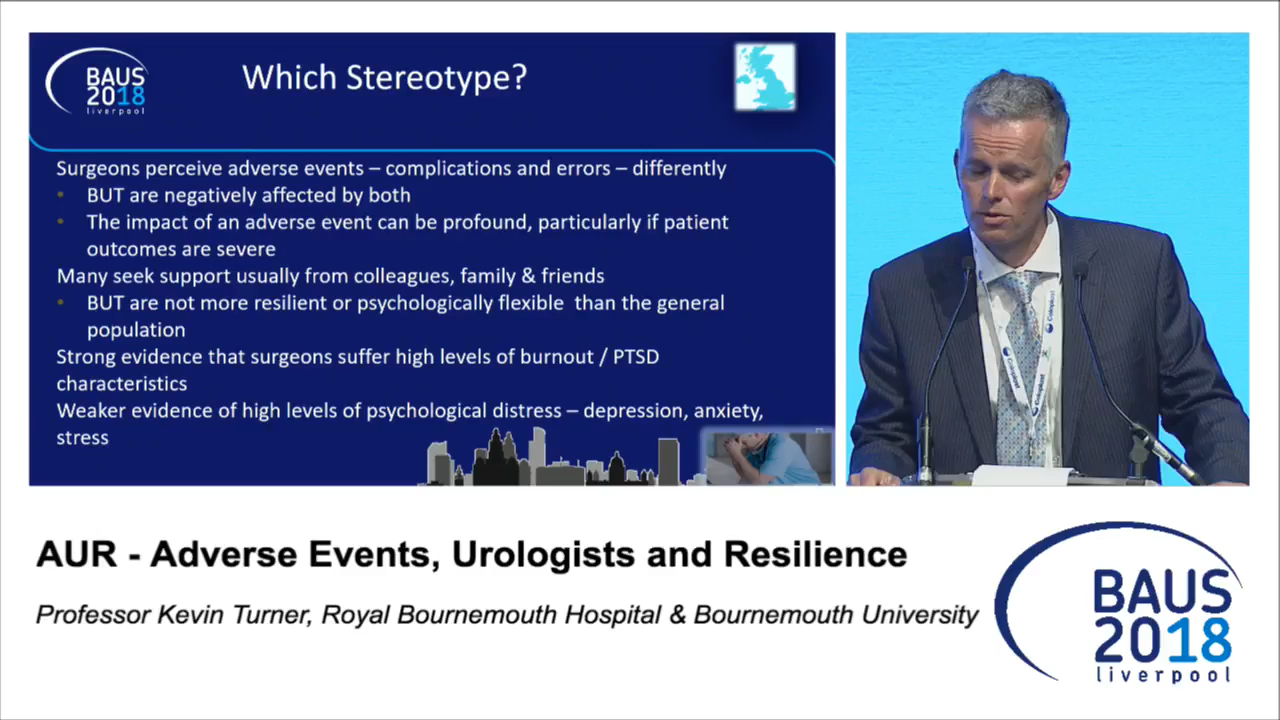 BAUS
2018
liverpool
Which Stereotype?
Surgeons perceive adverse events – complications and errors – differently
• BUT are negatively affected by both
• The impact of an adverse event can be profound, particularly if patient
outcomes are severe
Many seek support usually from colleagues, family & friends
• BUT are not more resilient or psychologically flexible than the general
population
Strong evidence that surgeons suffer high levels of burnout / PTSD
characteristics
Weaker evidence of high levels of psychological distress – depression, anxiety,
stress
Coloplast
Coloplast
Coloplast
AUR - Adverse Events, Urologists and Resilience
Professor Kevin Turner, Royal Bournemouth Hospital & Bournemouth University
BAUS
2018
liverpool